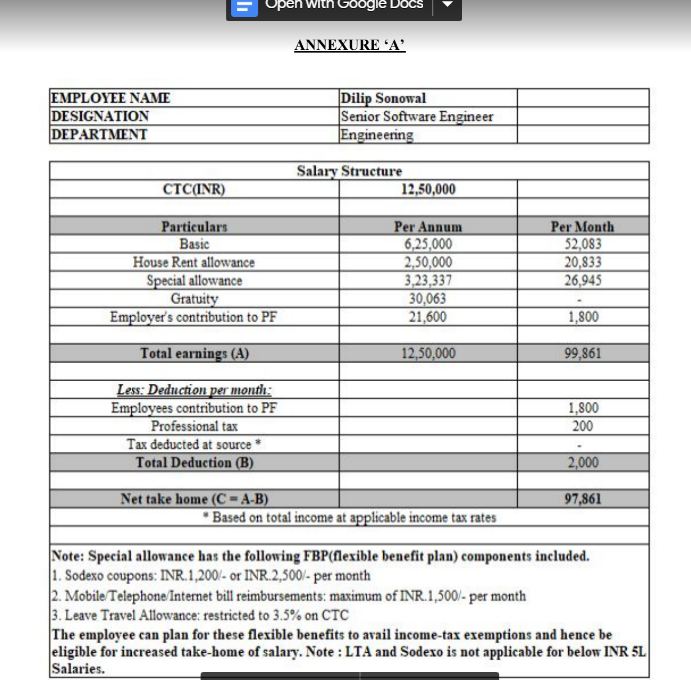 Open with Google Docs
ANNEXURE ‘A’
EMPLOYEE NAME Dilip Sonowal
DESIGNATION Senior Software Engineer
DEPARTMENT Engineering
Salary Structure
CTC(INR) 12,50,000
Particulars Per Annum Per Month
Basic 6,25,000 52,083
House Rent allowance 2,50,000 20,833
Special allowance 3,23,337 26,945
Gratuity 30,063 -
Employer's contribution to PF 21,600 1,800
Total earnings (A) 12,50,000 99,861
Less: Deduction per month:
Employees contribution to PF 1,800
Professional tax 200
Tax deducted at source * -
Total Deduction (B) 2,000
Net take home (C = A-B) 97,861
* Based on total income at applicable income tax rates
Note: Special allowance has the following FBP(flexible benefit plan) components included.
1. Sodexo coupons: INR.1,200/- or INR.2,500/- per month
2. Mobile/Telephone/Internet bill reimbursements: maximum of INR.1,500/- per month
3. Leave Travel Allowance: restricted to 3.5% on CTC
The employee can plan for these flexible benefits to avail income-tax exemptions and hence be
eligible for increased take-home of salary. Note : LTA and Sodexo is not applicable for below INR 5L
Salaries.